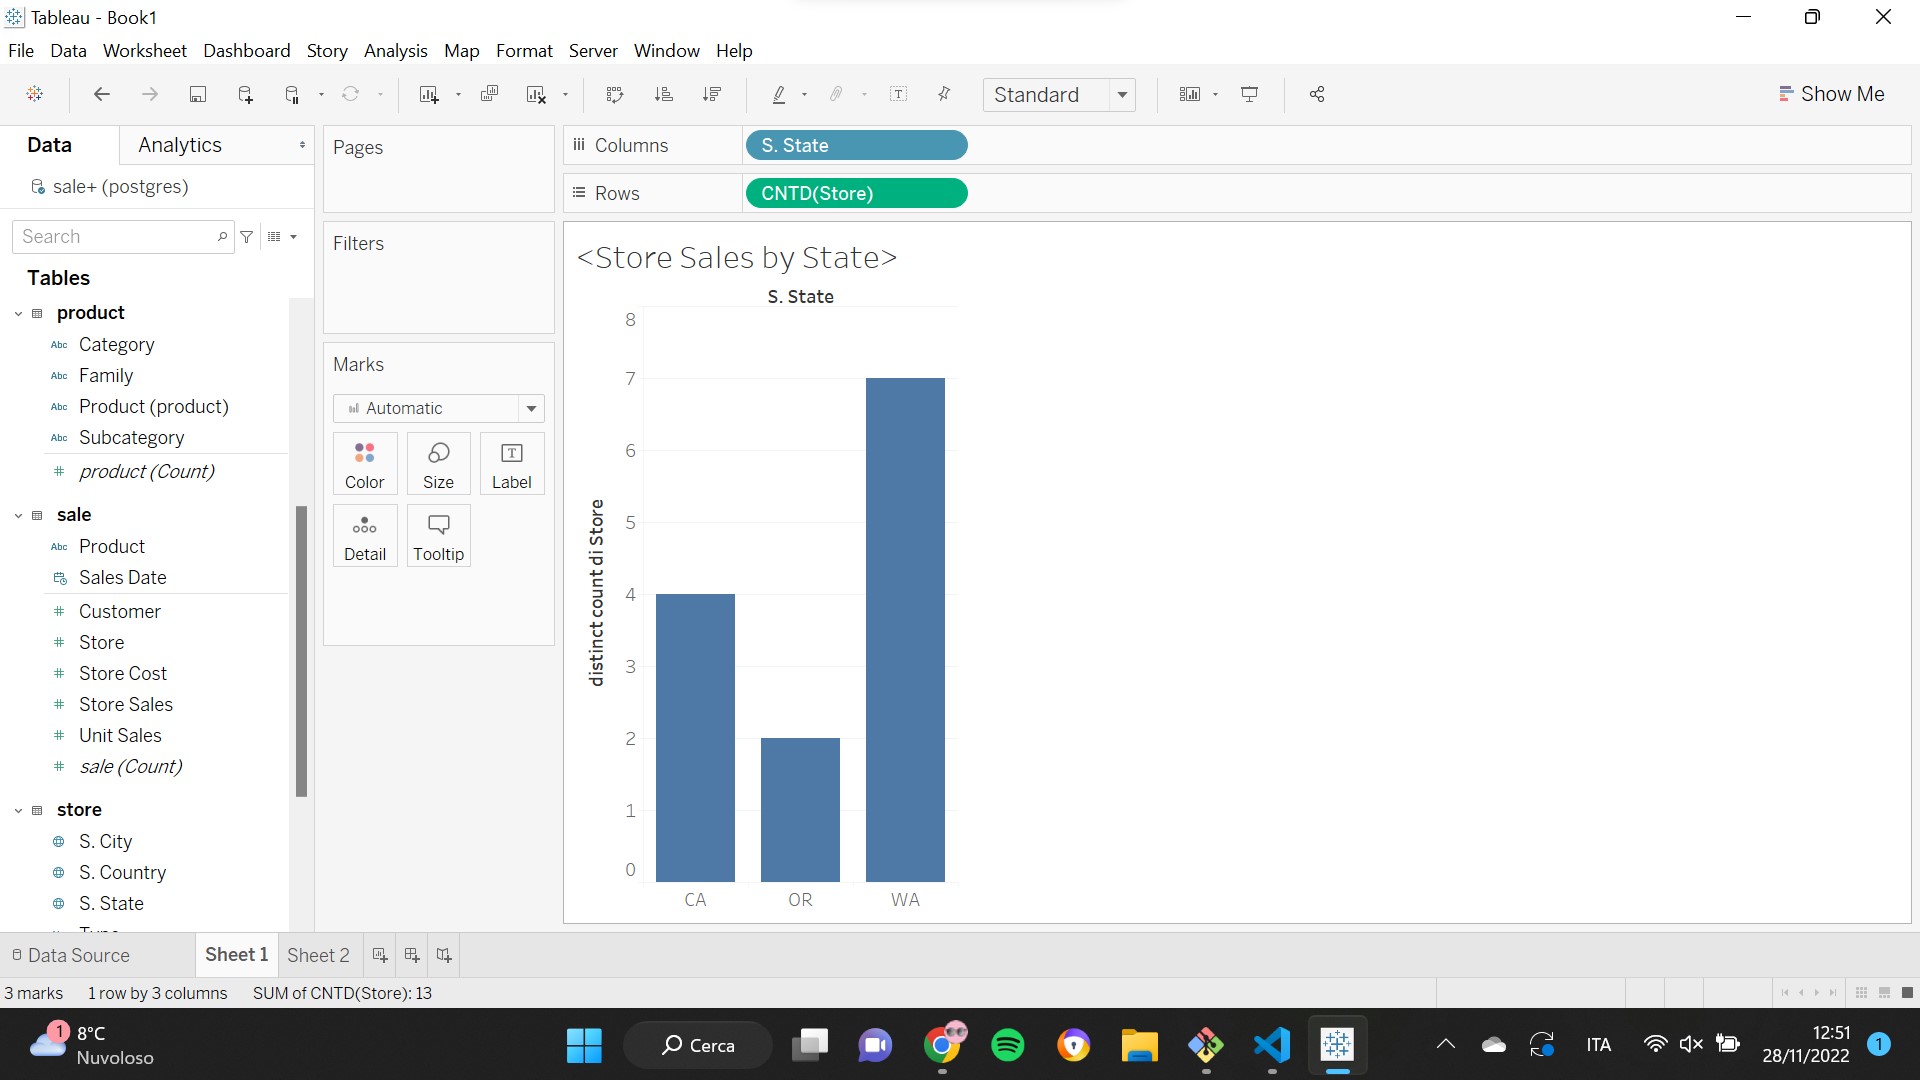 Tableau - Book1
File Data Worksheet Dashboard Story Analysis Map Format Server Window Help
Standard
Show Me
Data
Analytics
sale+ (postgres)
Search
Tables
product
Abc Category
Abc Family
Abc Product (product)
Abc Subcategory
# product (Count)
sale
Abc Product
Sales Date
# Customer
# Store
# Store Cost
# Store Sales
# Unit Sales
# sale (Count)
store
S. City
S. Country
S. State
Pages
Filters
Marks
Automatic
Color
Size
Label
Detail
Tooltip
Columns
S. State
Rows
CNTD(Store)
<Store Sales by State>
S. State
distinct count di Store
8
7
6
5
4
3
2
1
0
CA OR WA
Data Source
Sheet 1
Sheet 2
3 marks 1 row by 3 columns SUM of CNTD(Store): 13
1
8°C
Nuvoloso
Cerca
ITA
12:51
28/11/2022
1